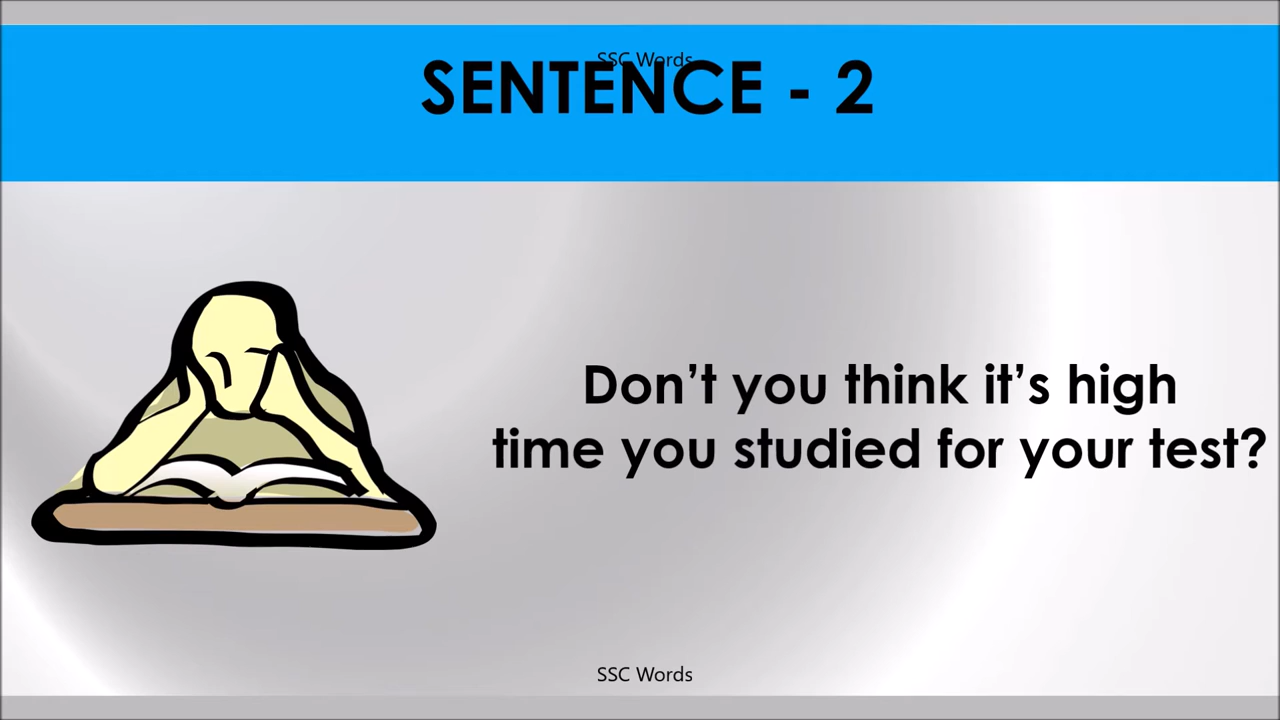 SSC Words
SENTENCE - 2
Don’t you think it’s high
time you studied for your test?
SSC Words